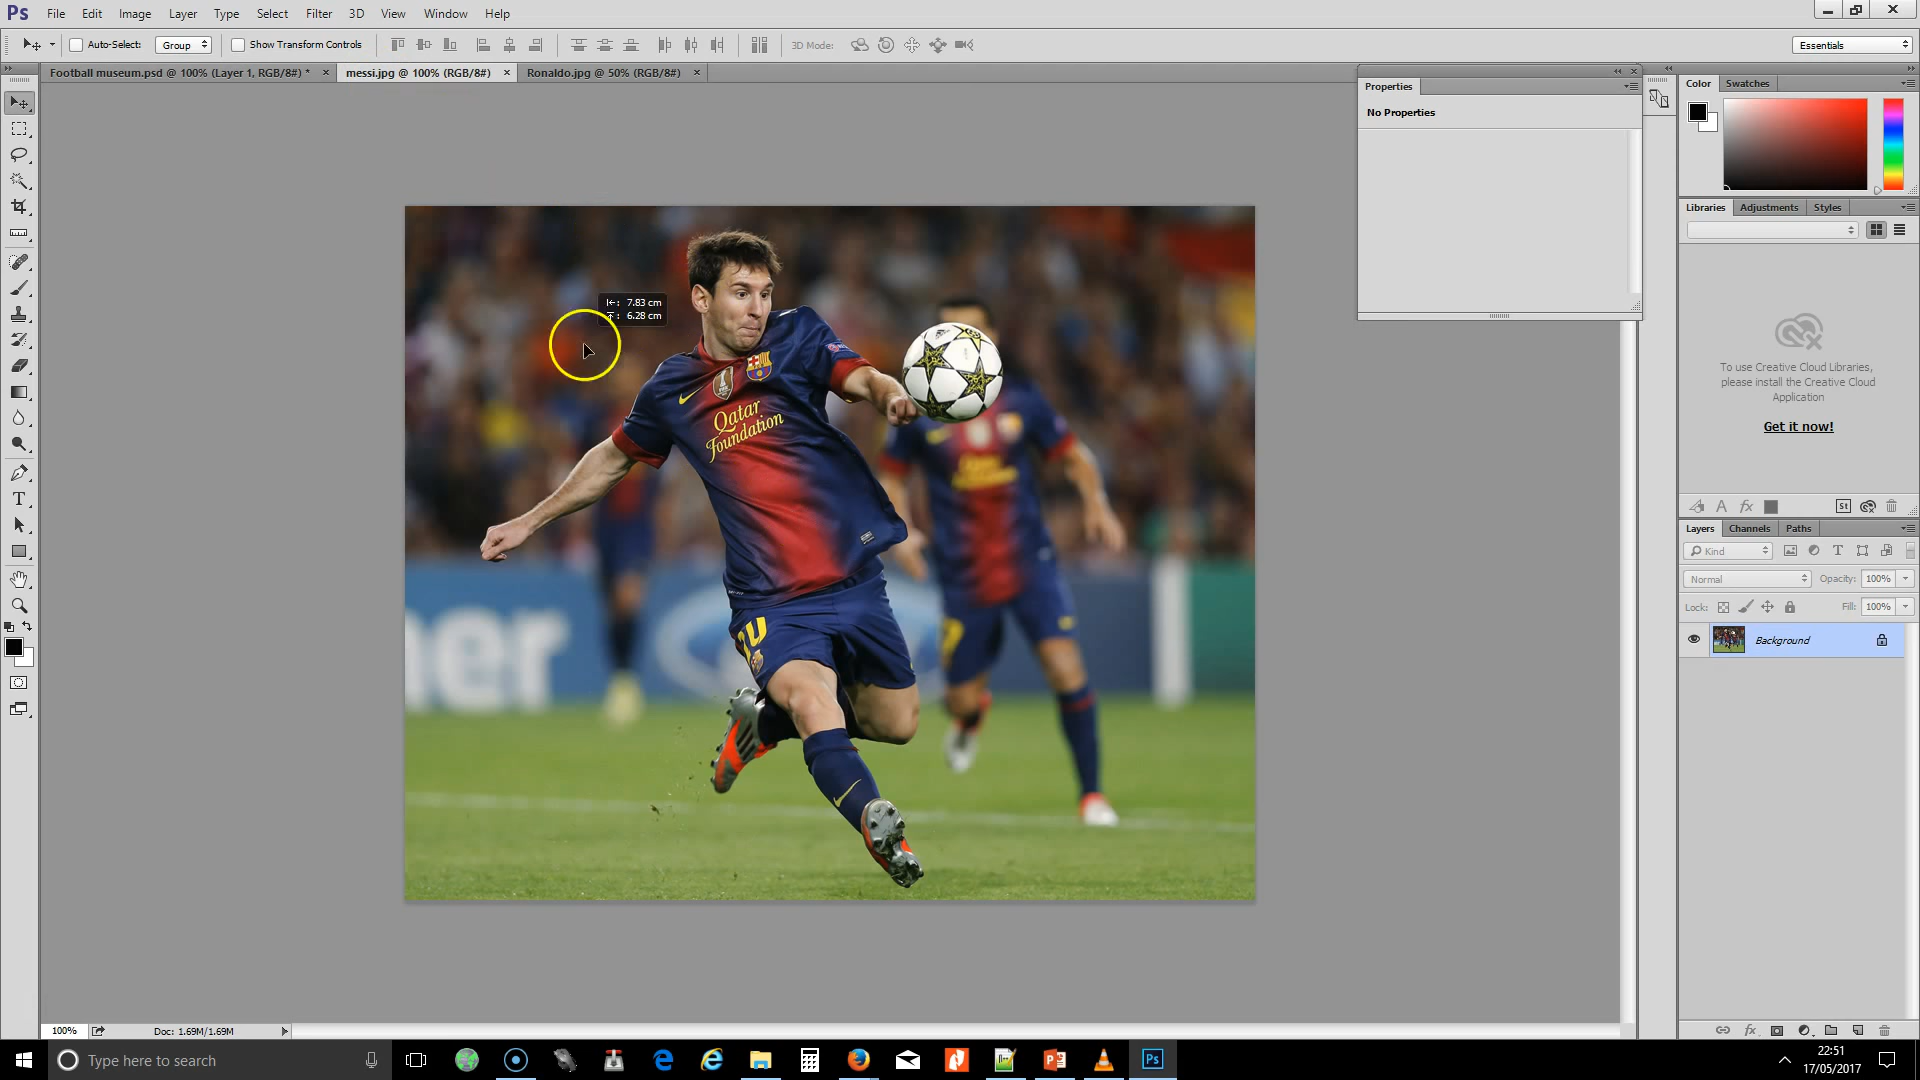 Ps File Edit Image Layer Type Select Filter 3D View Window Help
Auto-Select: Group Show Transform Controls 3D Mode: Essentials
Football museum.psd @ 100% (Layer 1, RGB/8#) * × messi.jpg @ 100% (RGB/8#) × Ronaldo.jpg @ 50% (RGB/8#) ×
Properties
No Properties
Color Swatches
Libraries Adjustments Styles
7.83 cm
6.28 cm
Qatar
Foundation
To use Creative Cloud Libraries,
please install the Creative Cloud
Application
Get it now!
St
Layers Channels Paths
Kind
Normal Opacity: 100%
Lock: Fill: 100%
Background
ner
100% Doc: 1.69M/1.69M
Type here to search
22:51
17/05/2017